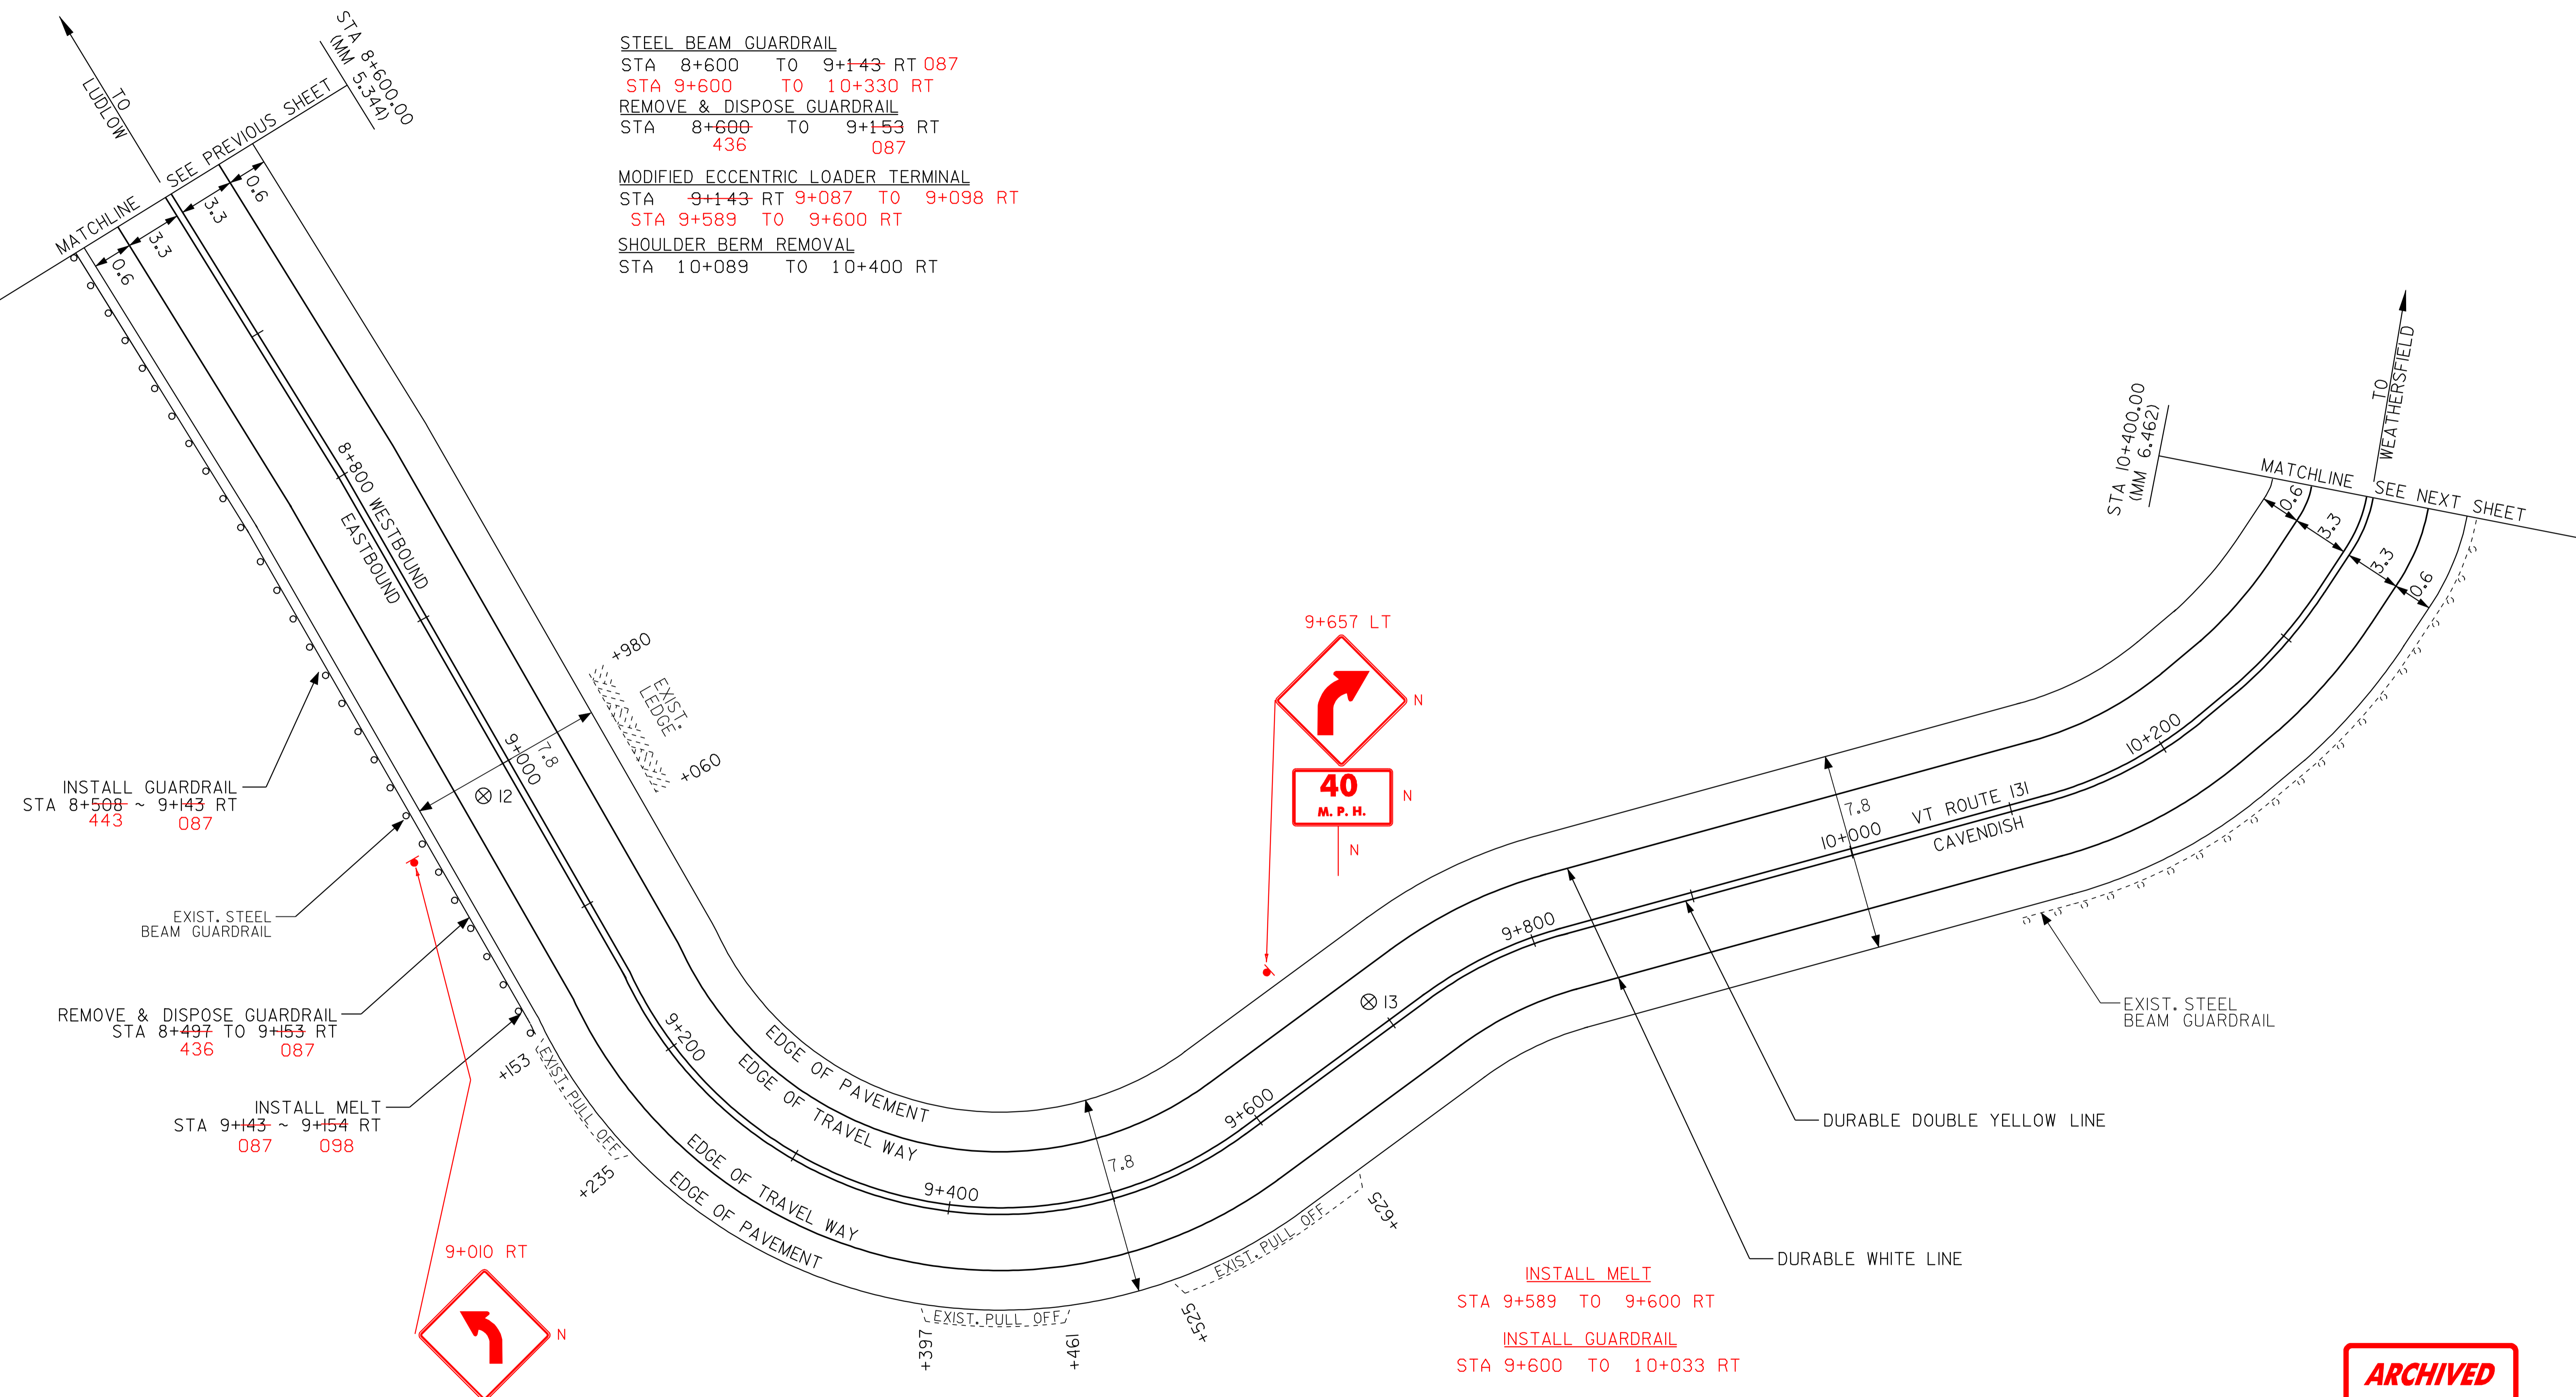 STEEL BEAM GUARDRAIL
STA 8+600 TO 9+143 RT 087
STA 9+600 TO 10+330 RT
REMOVE & DISPOSE GUARDRAIL
STA 8+600 TO 9+153 RT
436 087
MODIFIED ECCENTRIC LOADER TERMINAL
STA 9+143 RT 9+087 TO 9+098 RT
STA 9+589 TO 9+600 RT
SHOULDER BERM REMOVAL
STA 10+089 TO 10+400 RT
TO
LUDLOW
STA 8+600.00
(MM 5.344)
MATCHLINE SEE PREVIOUS SHEET
0.6
3.3
3.3
0.6
8+800 WESTBOUND
EASTBOUND
+980
EXIST.
LEDGE
+060
9+000
7.8
12
INSTALL GUARDRAIL
STA 8+508 ~ 9+143 RT
443 087
EXIST. STEEL
BEAM GUARDRAIL
REMOVE & DISPOSE GUARDRAIL
STA 8+497 TO 9+153 RT
436 087
INSTALL MELT
STA 9+143 ~ 9+154 RT
087 098
+153
EXIST. PULL OFF
+235
9+010 RT
N
9+200
EDGE OF PAVEMENT
EDGE OF TRAVEL WAY
EDGE OF TRAVEL WAY
EDGE OF PAVEMENT
9+400
7.8
EXIST. PULL OFF
+397
+461
EXIST. PULL OFF
+525
+625
9+600
13
9+657 LT
N
40
M.P.H.
N
N
9+800
10+000
7.8
VT ROUTE 131
CAVENDISH
10+200
STA 10+400.00
(MM 6.462)
TO
WEATHERSFIELD
MATCHLINE SEE NEXT SHEET
0.6
3.3
3.3
0.6
EXIST. STEEL
BEAM GUARDRAIL
DURABLE DOUBLE YELLOW LINE
DURABLE WHITE LINE
INSTALL MELT
STA 9+589 TO 9+600 RT
INSTALL GUARDRAIL
STA 9+600 TO 10+033 RT
ARCHIVED